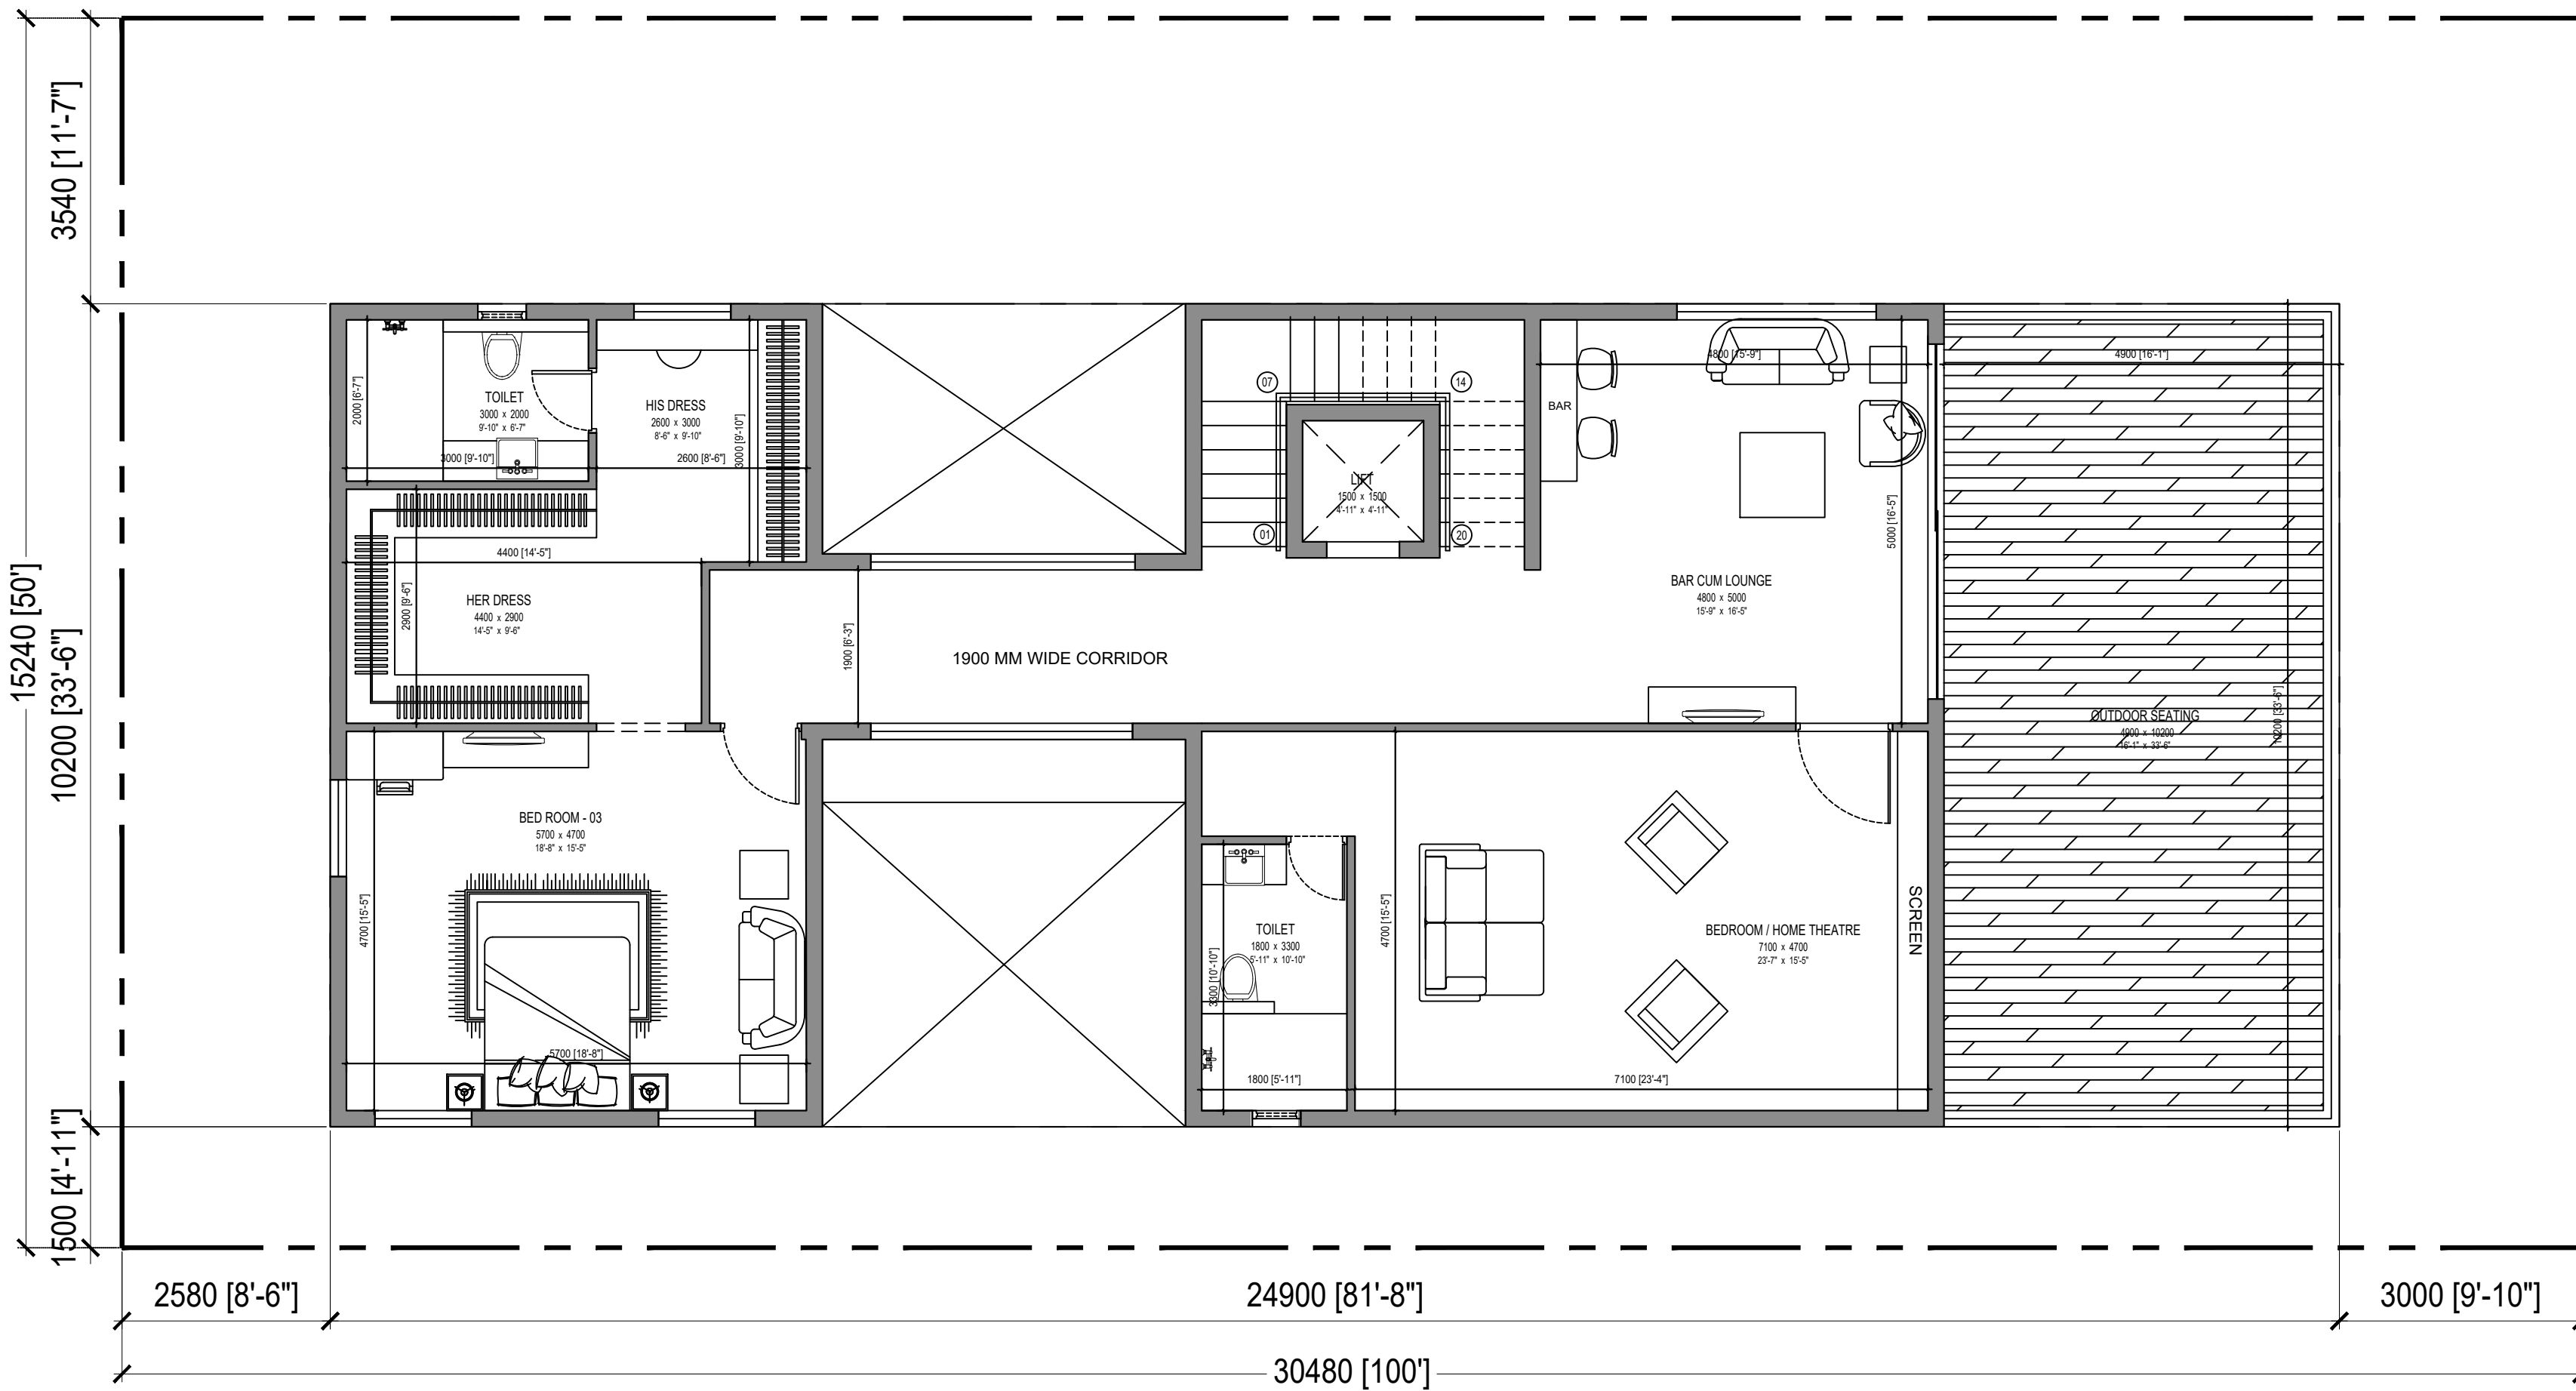 3540 [11'-7"]
15240 [50']
10200 [33'-6"]
1500 [4'-11"]
2000 [6'-7"]
TOILET
3000 x 2000
9'-10" x 6'-7"
3000 [9'-10"]
HIS DRESS
2600 x 3000
8'-6" x 9'-10"
2600 [8'-6"]
3000 [9'-10"]
4400 [14'-5"]
HER DRESS
4400 x 2900
14'-5" x 9'-6"
2900 [9'-6"]
1900 [6'-3"]
1900 MM WIDE CORRIDOR
07
14
01
20
LIFT
1500 x 1500
4'-11" x 4'-11"
BAR
4800 [15'-9"]
5000 [16'-5"]
BAR CUM LOUNGE
4800 x 5000
15'-9" x 16'-5"
4900 [16'-1"]
OUTDOOR SEATING
4900 x 10200
16'-1" x 33'-6"
10200 [33'-6"]
BED ROOM - 03
5700 x 4700
18'-8" x 15'-5"
4700 [15'-5"]
5700 [18'-8"]
TOILET
1800 x 3300
5'-11" x 10'-10"
3300 [10'-10"]
1800 [5'-11"]
4700 [15'-5"]
BEDROOM / HOME THEATRE
7100 x 4700
23'-7" x 15'-5"
SCREEN
7100 [23'-4"]
2580 [8'-6"]
24900 [81'-8"]
3000 [9'-10"]
30480 [100']